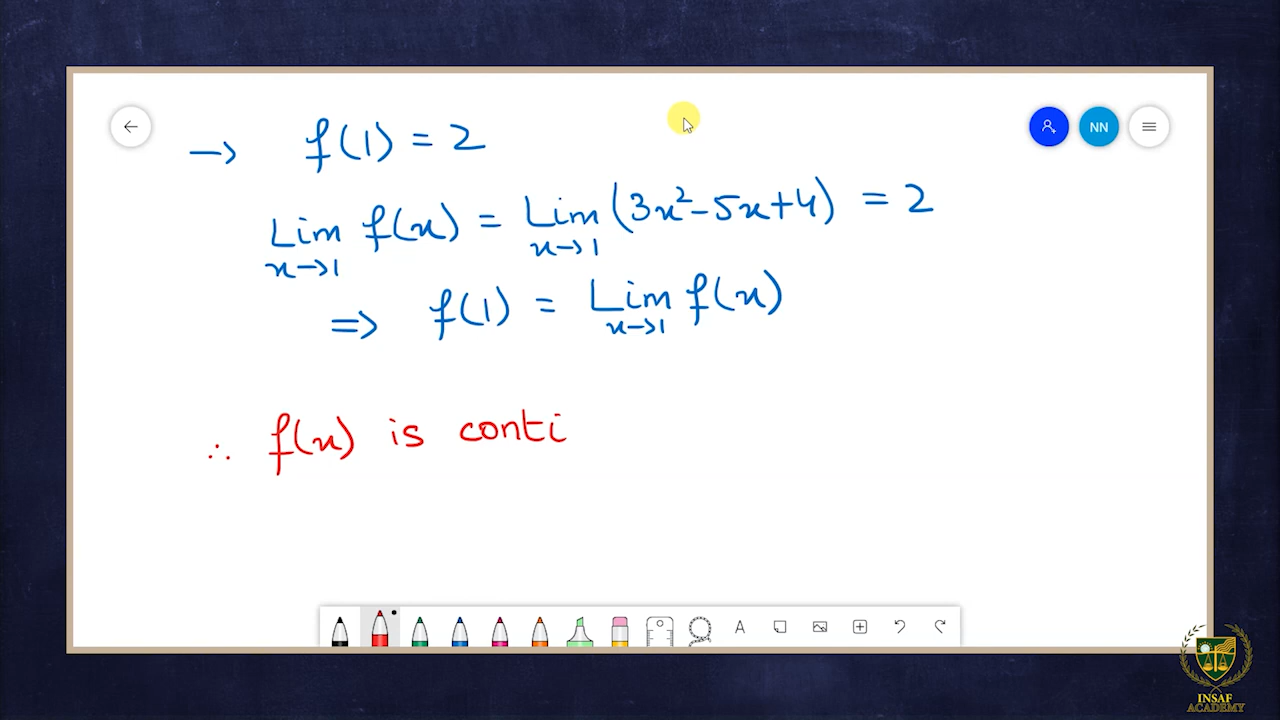 → f(1) = 2
Lim f(x) = Lim (3x²-5x+4) = 2
x→1 x→1
⇒ f(1) = Lim f(x)
x→1
∴ f(x) is conti
NN
A
INSAF
ACADEMY